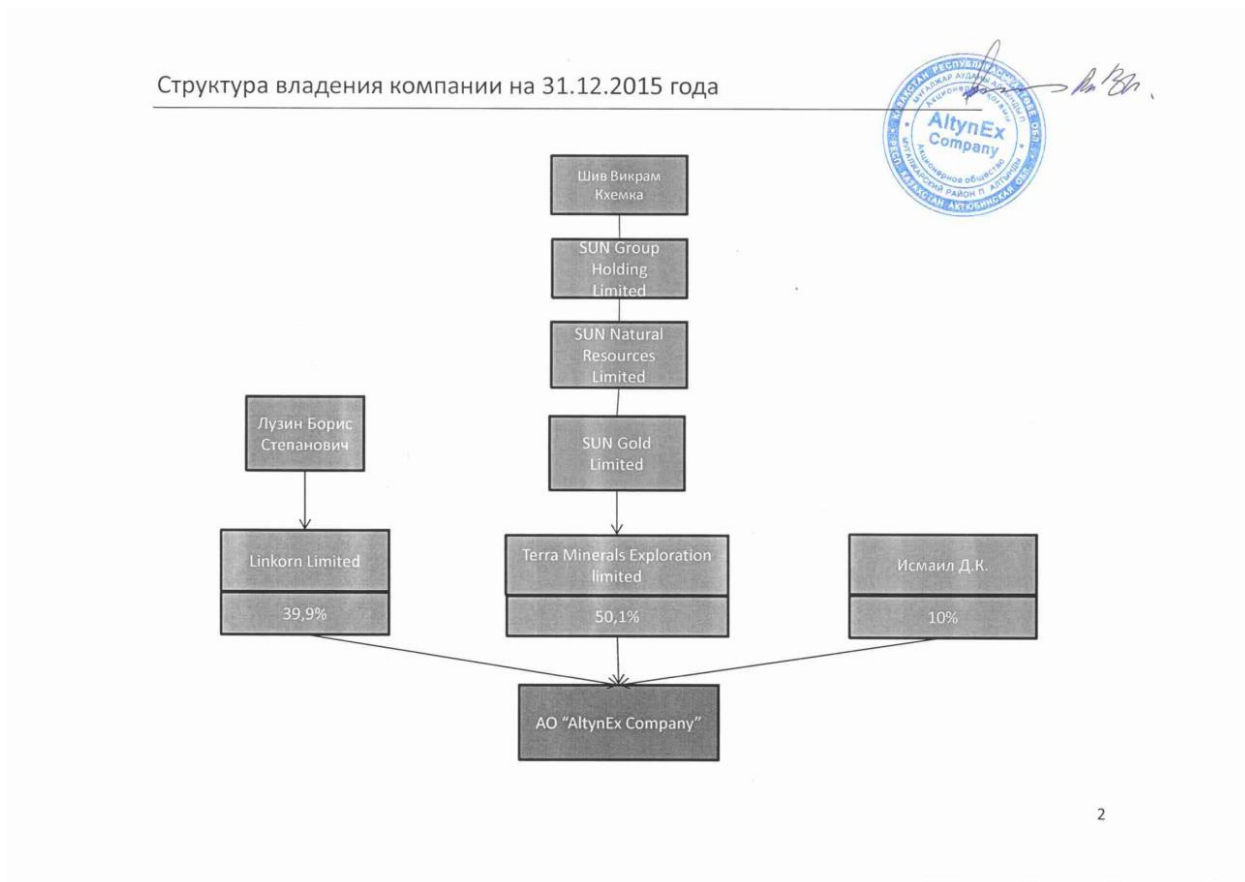 Структура владения компании на 31.12.2015 года
AltynEx
Company
Акционерное общество
Шив Викрам
Кхемка
SUN Group
Holding
Limited
SUN Natural
Resources
Limited
Лузин Борис
Степанович
SUN Gold
Limited
Linkorn Limited
39,9%
Terra Minerals Exploration
limited
50,1%
Исмаил Д.К.
10%
АО “AltynEx Company”
2